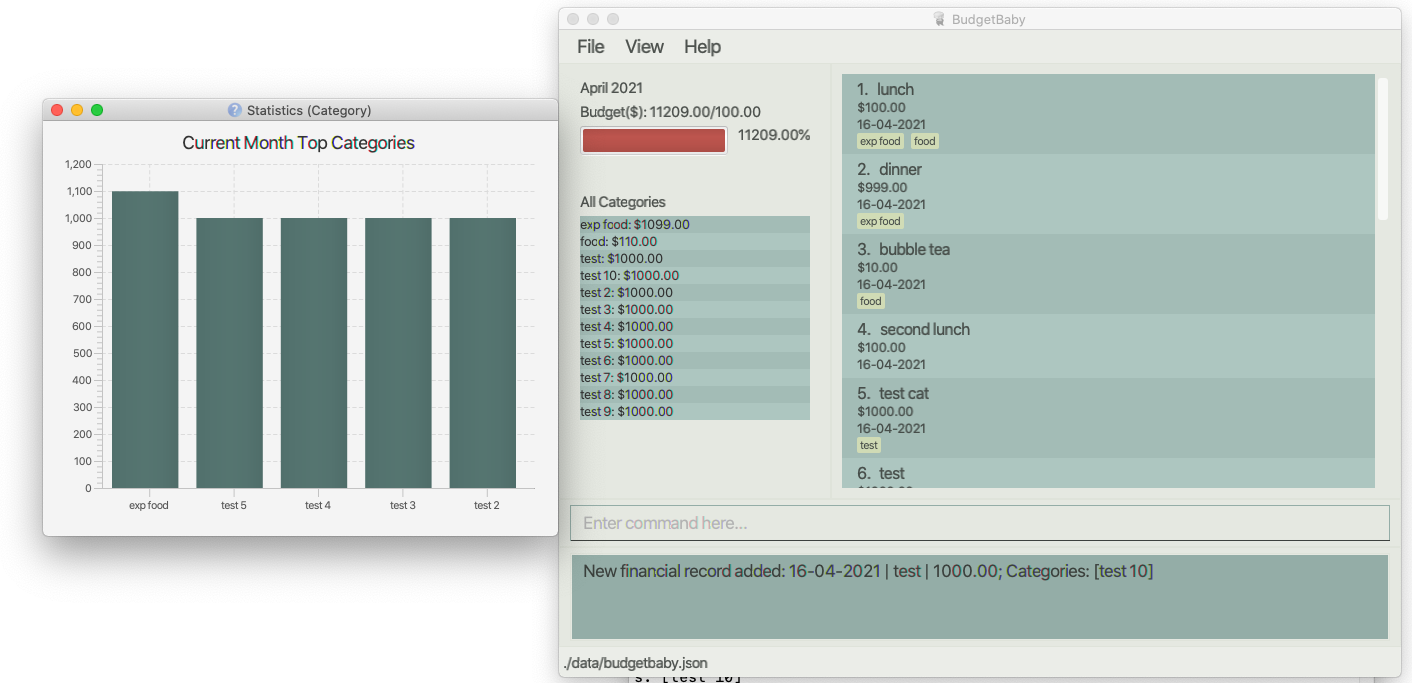 Statistics (Category)
Current Month Top Categories
1,200
1,100
1,000
900
800
700
600
500
400
300
200
100
0
exp food
test 5
test 4
test 3
test 2
BudgetBaby
File View Help
April 2021
Budget($): 11209.00/100.00
11209.00%
All Categories
exp food: $1099.00
food: $110.00
test: $1000.00
test 10: $1000.00
test 2: $1000.00
test 3: $1000.00
test 4: $1000.00
test 5: $1000.00
test 6: $1000.00
test 7: $1000.00
test 8: $1000.00
test 9: $1000.00
1. lunch
$100.00
16-04-2021
exp food food
2. dinner
$999.00
16-04-2021
exp food
3. bubble tea
$10.00
16-04-2021
food
4. second lunch
$100.00
16-04-2021
5. test cat
$1000.00
16-04-2021
test
6. test
Enter command here...
New financial record added: 16-04-2021 | test | 1000.00; Categories: [test 10]
./data/budgetbaby.json
s: [test 10]